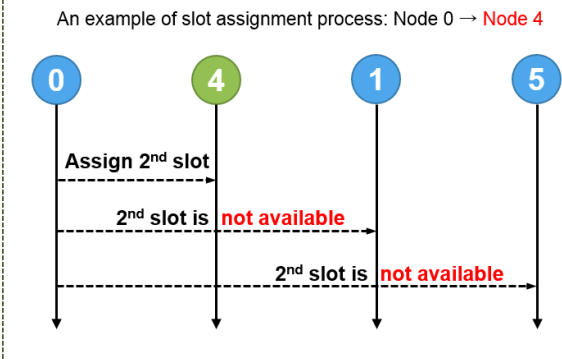 An example of slot assignment process: Node 0 → Node 4
0 4 1 5
Assign 2nd slot
2nd slot is not available
2nd slot is not available